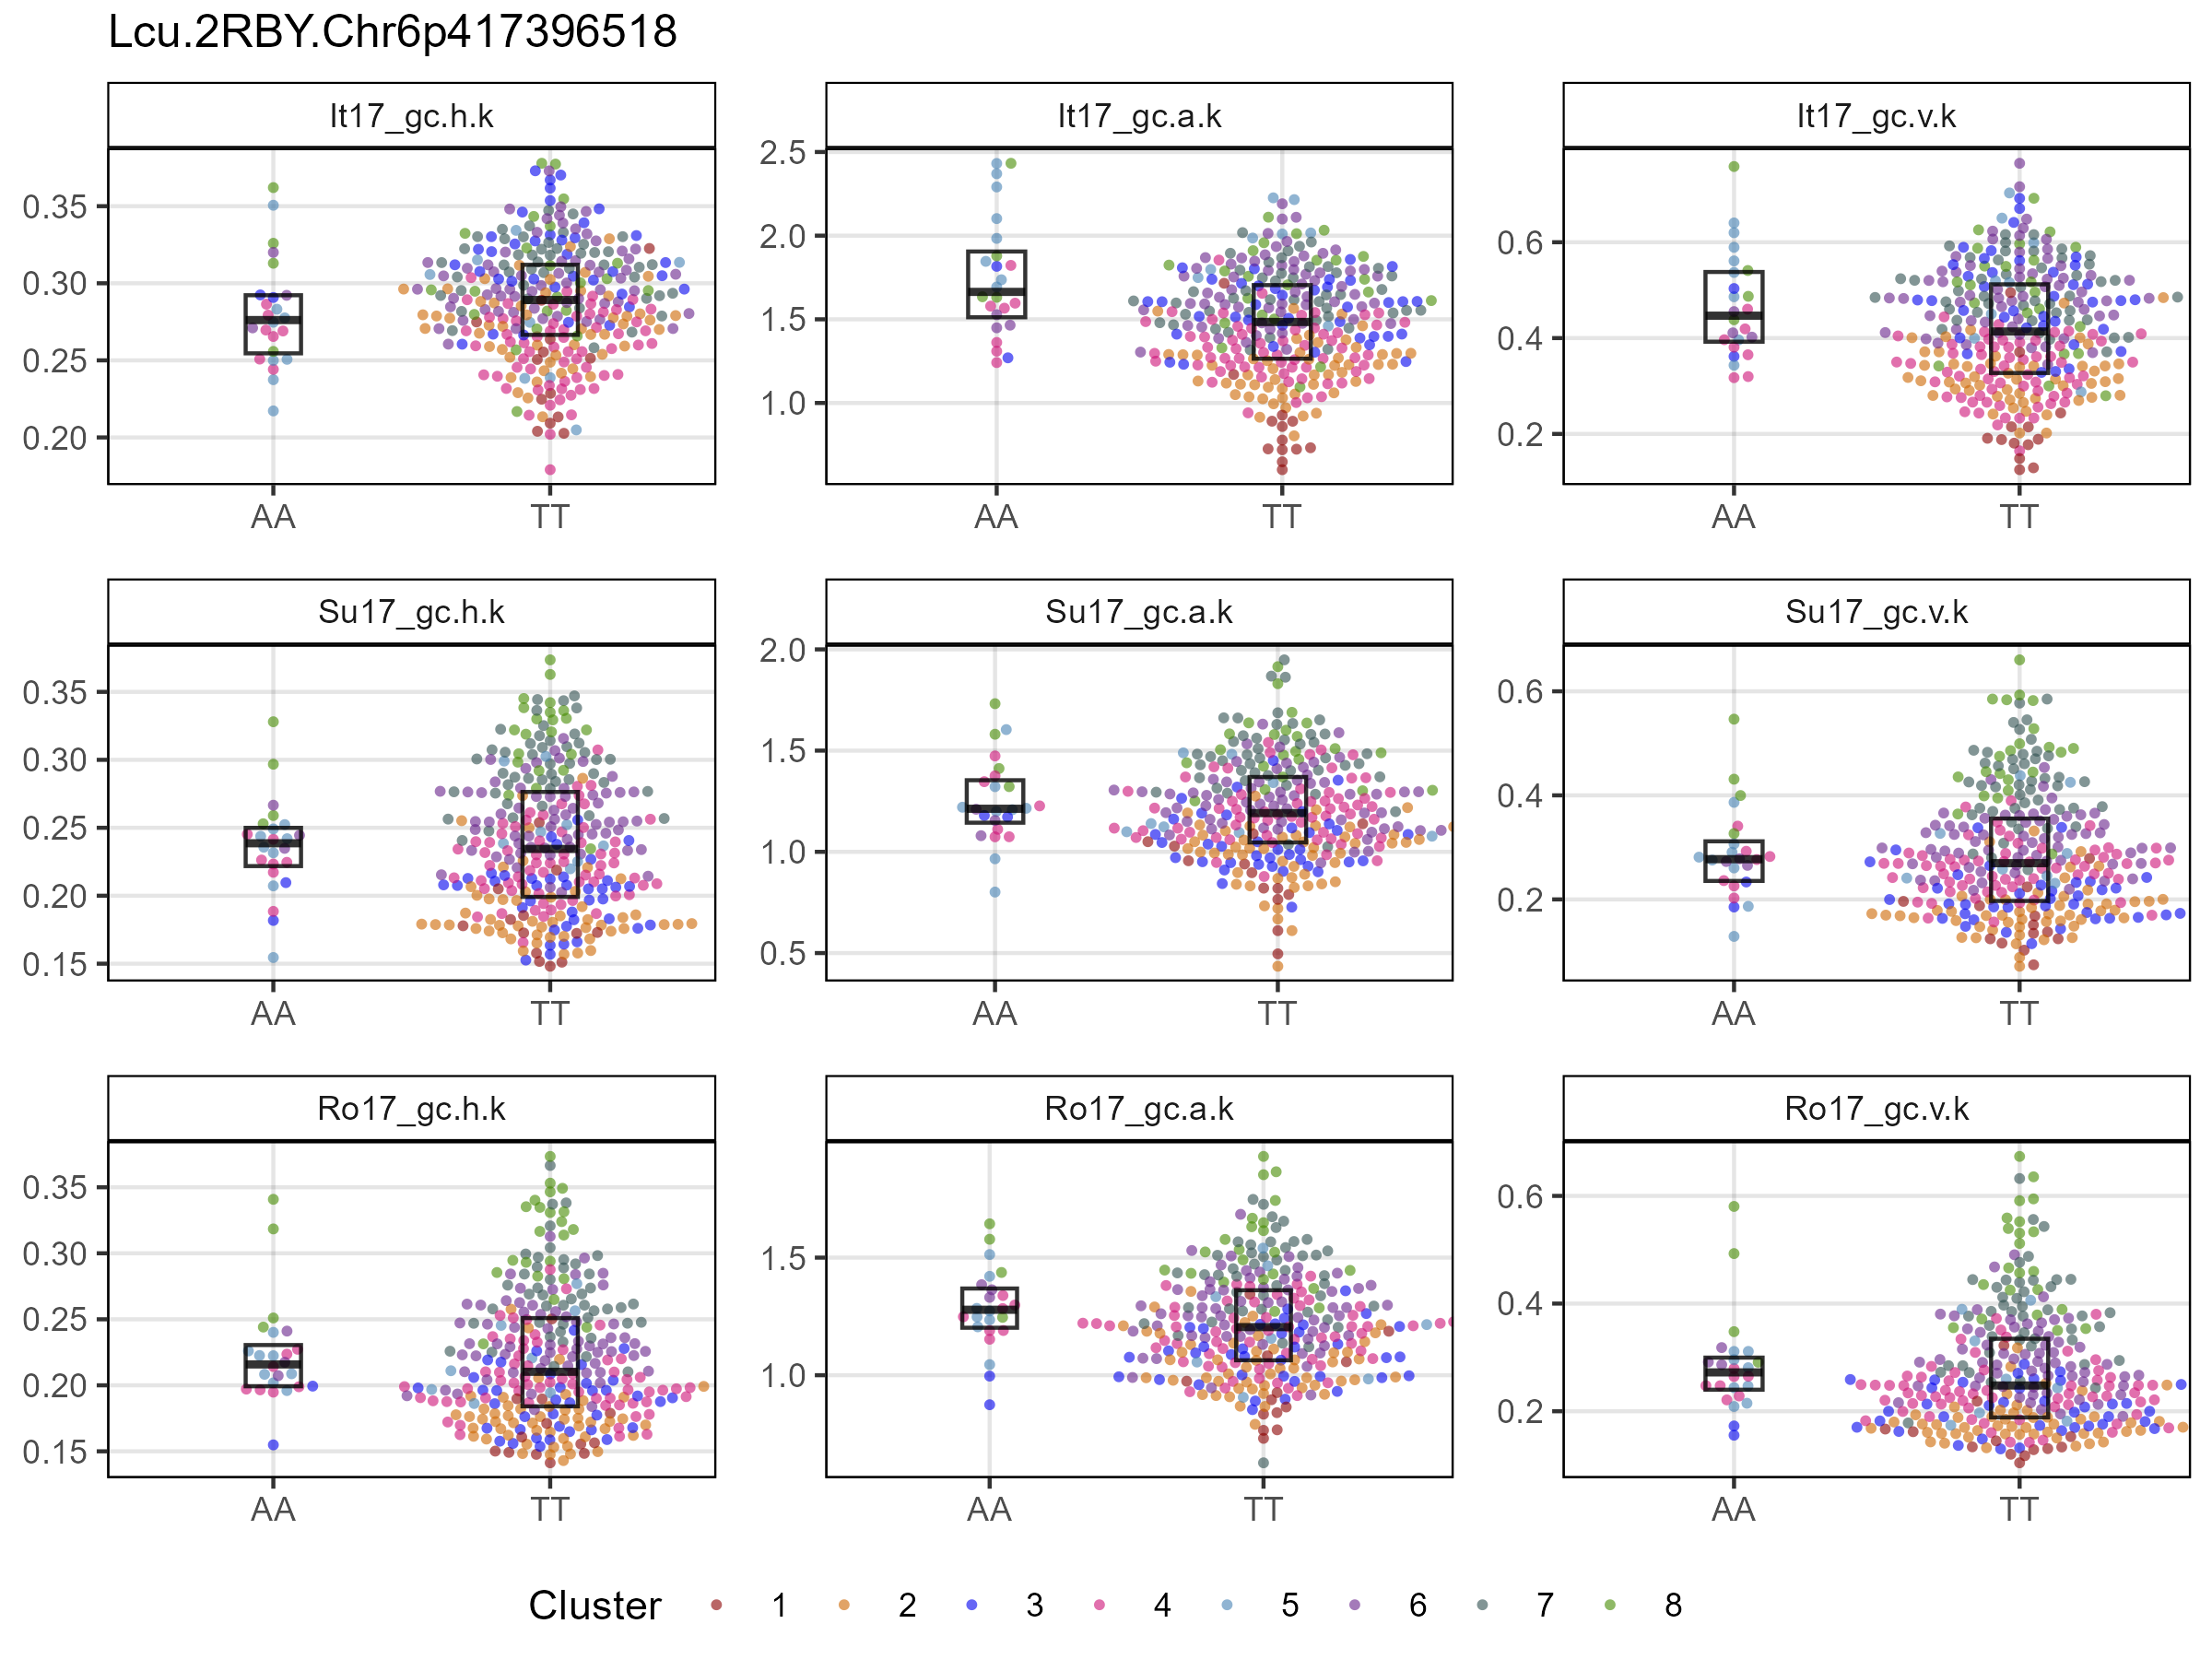 Lcu.2RBY.Chr6p417396518
It17_gc.h.k
It17_gc.a.k
It17_gc.v.k
0.35
0.30
0.25
0.20
AA
TT
2.5
2.0
1.5
1.0
AA
TT
0.6
0.4
0.2
AA
TT
Su17_gc.h.k
Su17_gc.a.k
Su17_gc.v.k
0.35
0.30
0.25
0.20
0.15
AA
TT
2.0
1.5
1.0
0.5
AA
TT
0.6
0.4
0.2
AA
TT
Ro17_gc.h.k
Ro17_gc.a.k
Ro17_gc.v.k
0.35
0.30
0.25
0.20
0.15
AA
TT
1.5
1.0
AA
TT
0.6
0.4
0.2
AA
TT
Cluster 1 2 3 4 5 6 7 8